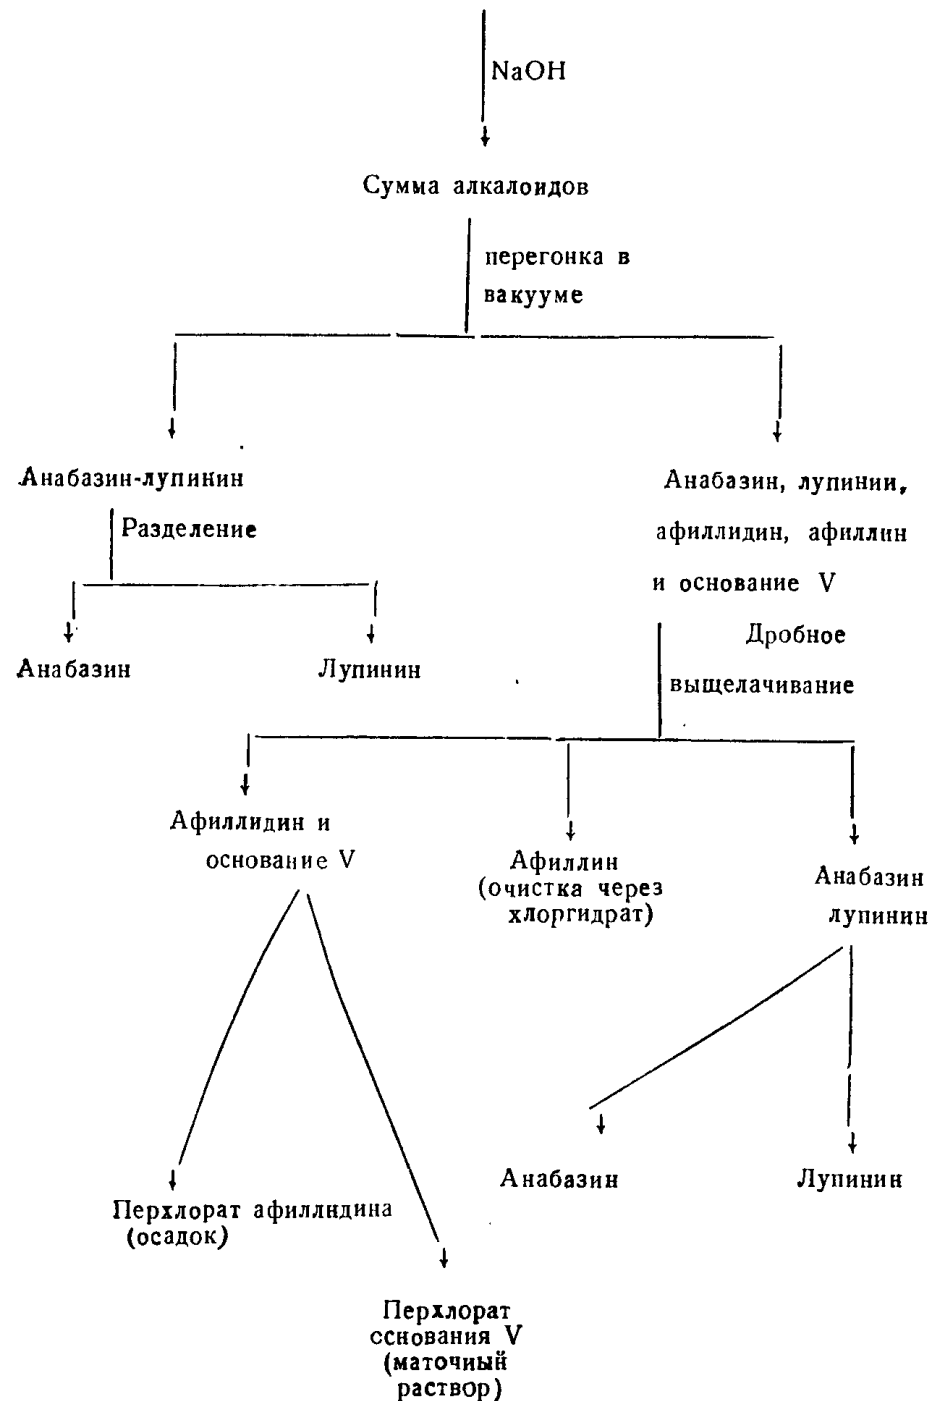 NaOH
Сумма алкалоидов
перегонка в
вакууме
Анабазин-лупинин
Разделение
Анабазин
Лупинин
Анабазин, лупинии,
афиллидин, афиллин
и основание V
Дробное
выщелачивание
Афиллидин и
основание V
Афиллин
(очистка через
хлоргидрат)
Анабазин
лупинин
Перхлорат афиллидина
(осадок)
Перхлорат
основания V
(маточный
раствор)
Анабазин
Лупинин